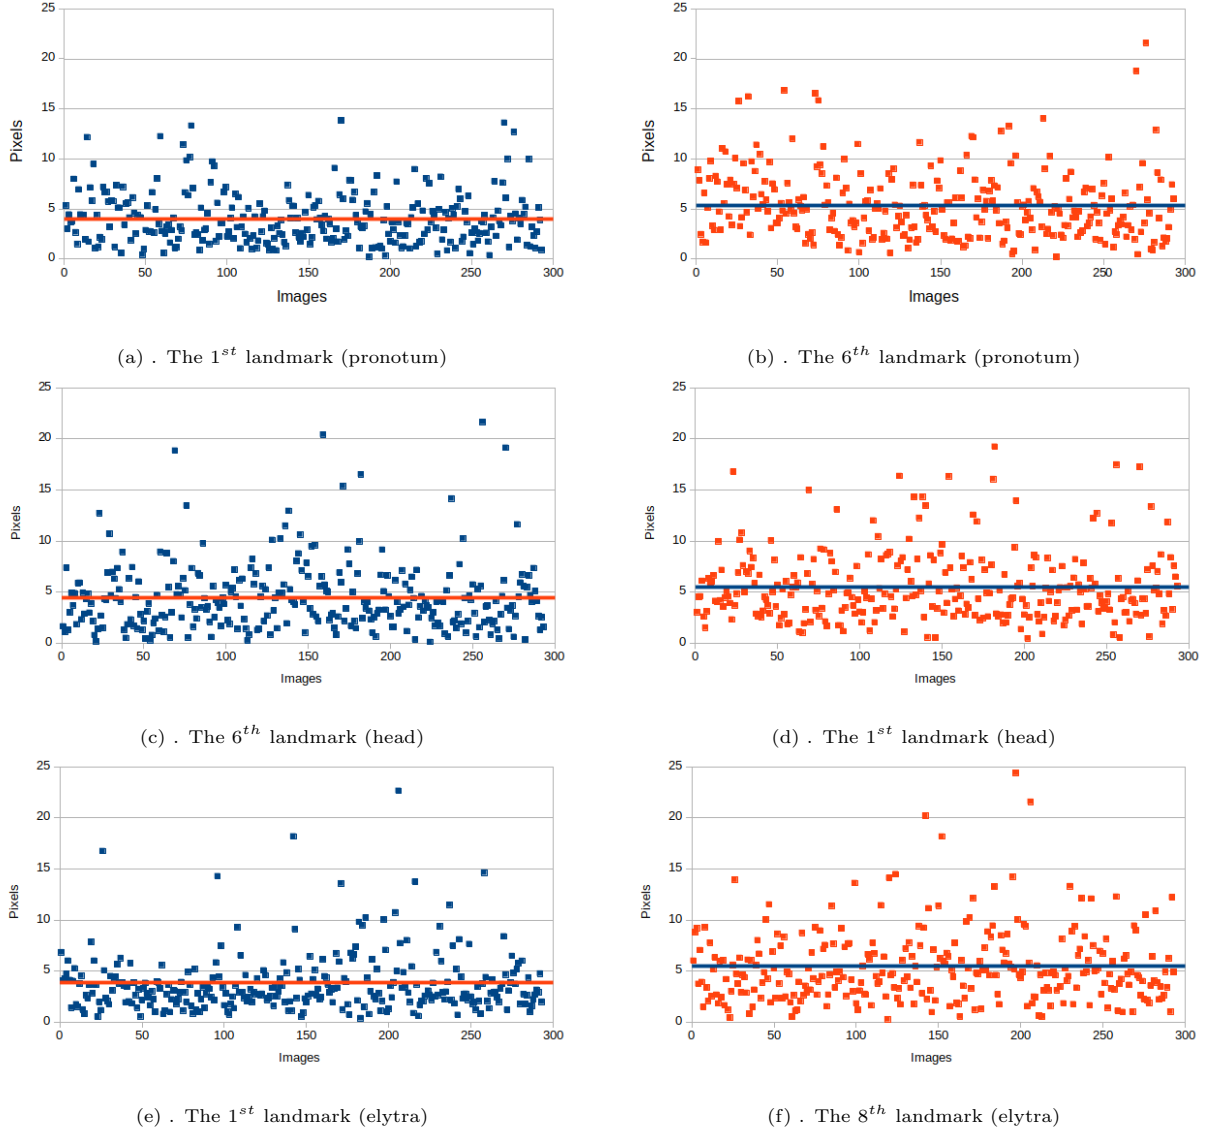 25
20
15
10
5
0
Pixels
0 50 100 150 200 250 300
Images
25
20
15
10
5
0
Pixels
0 50 100 150 200 250 300
Images
(a) . The 1st landmark (pronotum)
(b) . The 6th landmark (pronotum)
25
20
15
10
5
0
Pixels
0 50 100 150 200 250 300
Images
25
20
15
10
5
0
Pixels
0 50 100 150 200 250 300
Images
(c) . The 6th landmark (head)
(d) . The 1st landmark (head)
25
20
15
10
5
0
Pixels
0 50 100 150 200 250 300
Images
25
20
15
10
5
0
Pixels
0 50 100 150 200 250 300
Images
(e) . The 1st landmark (elytra)
(f) . The 8th landmark (elytra)